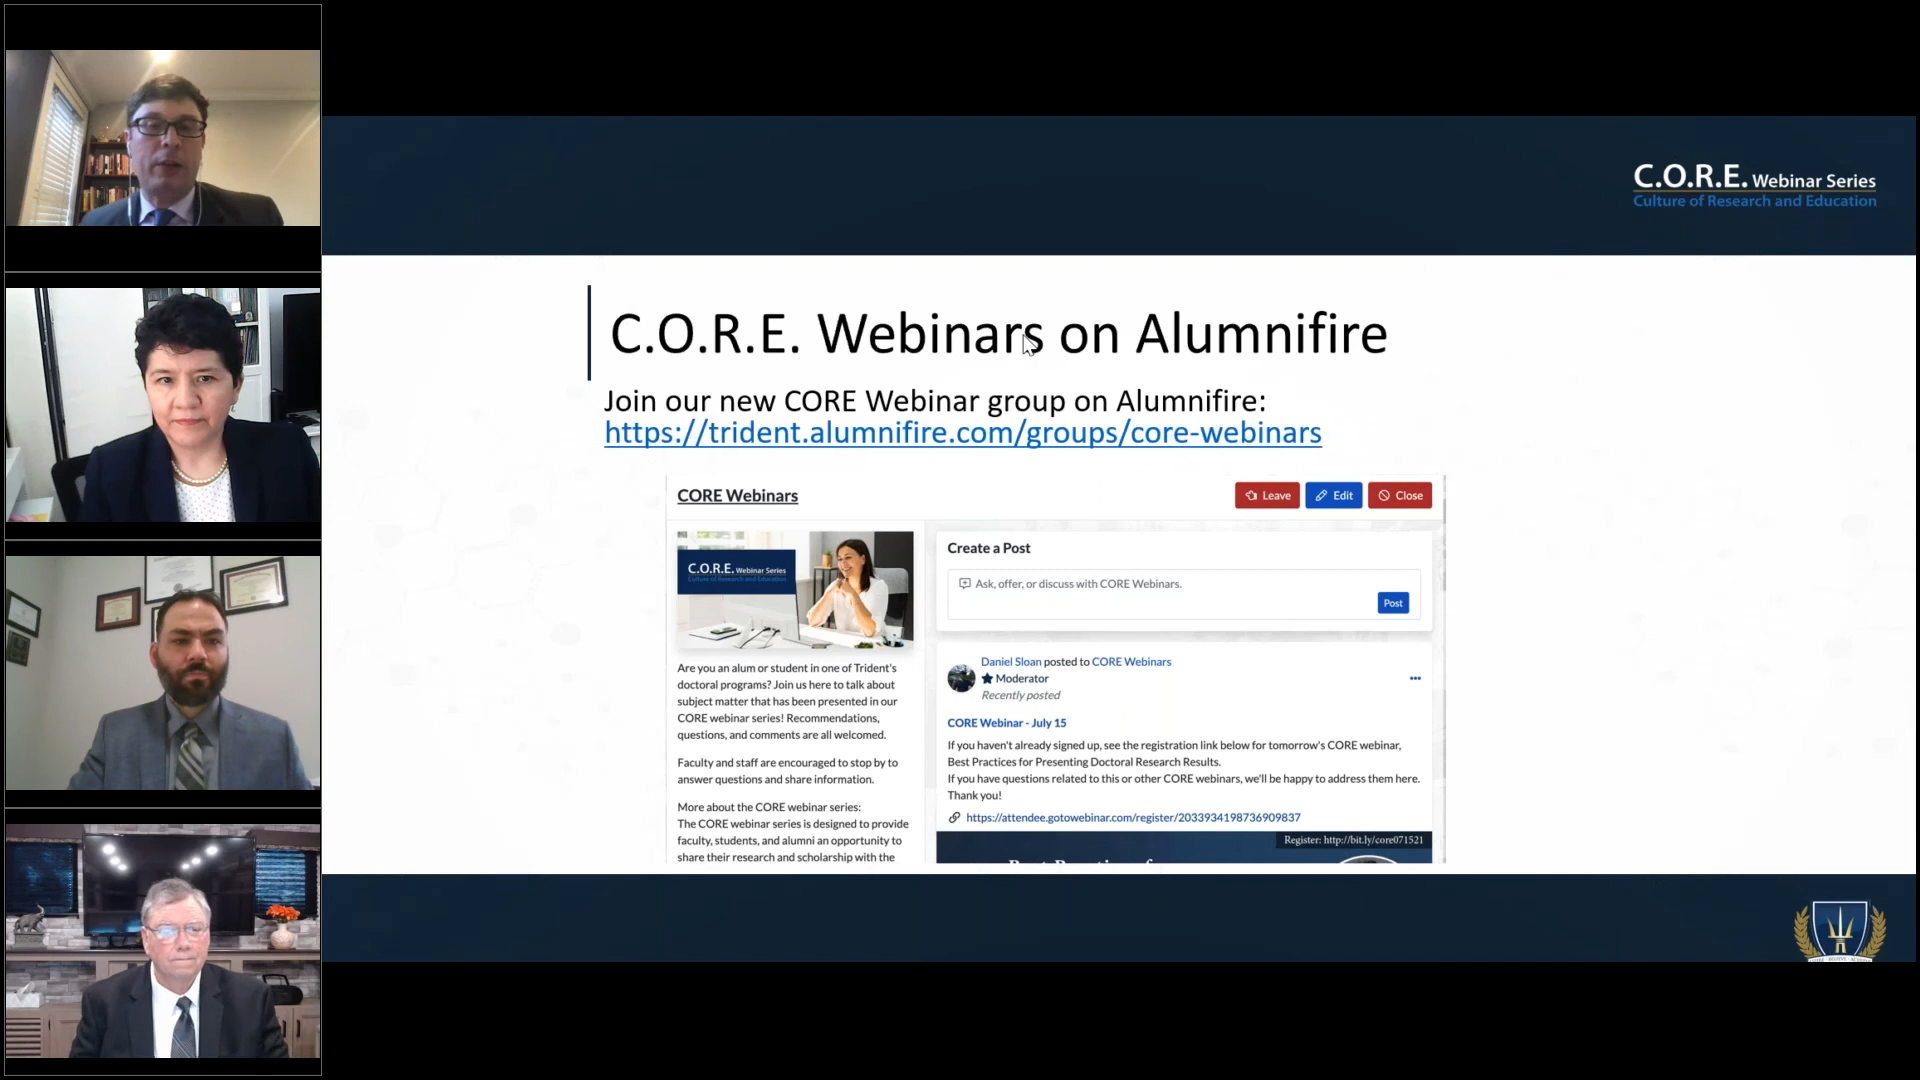 C.O.R.E. Webinar Series
Culture of Research and Education
C.O.R.E. Webinars on Alumnifire
Join our new CORE Webinar group on Alumnifire:
https://trident.alumnifire.com/groups/core-webinars
CORE Webinars
Leave
Edit
Close
C.O.R.E. Webinar Series
Culture of Research and Education
Are you an alum or student in one of Trident's
doctoral programs? Join us here to talk about
subject matter that has been presented in our
CORE webinar series! Recommendations,
questions, and comments are all welcomed.
Faculty and staff are encouraged to stop by to
answer questions and share information.
More about the CORE webinar series:
The CORE webinar series is designed to provide
faculty, students, and alumni an opportunity to
share their research and scholarship with the
Create a Post
Ask, offer, or discuss with CORE Webinars.
Post
Daniel Sloan posted to CORE Webinars
Moderator
Recently posted
CORE Webinar - July 15
If you haven't already signed up, see the registration link below for tomorrow's CORE webinar,
Best Practices for Presenting Doctoral Research Results.
If you have questions related to this or other CORE webinars, we'll be happy to address them here.
Thank you!
https://attendee.gotowebinar.com/register/2033934198736909837
Register: http://bit.ly/core071521